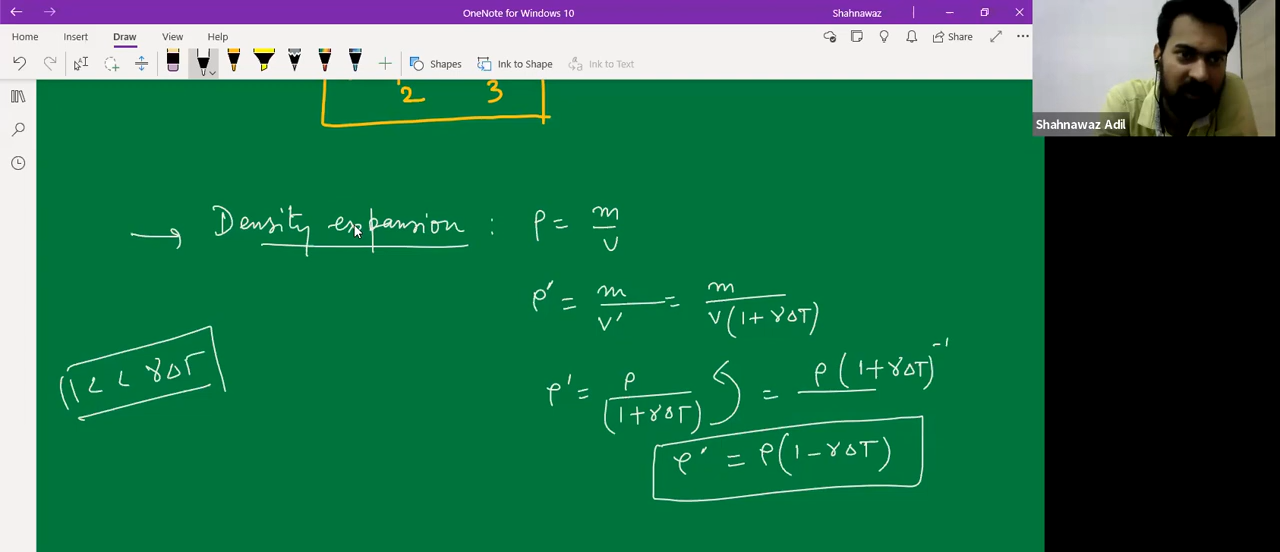 OneNote for Windows 10
Shahnawaz
Home Insert Draw View Help
Share
Shapes Ink to Shape Ink to Text
Shahnawaz Adil
2 3
→ Density expansion : ρ = m/v
ρ' = m/v' = m/v(1+γΔT)
1 < < γΔT
ρ' = ρ/(1+γΔT) = ρ(1+γΔT)⁻¹
ρ' = ρ(1-γΔT)